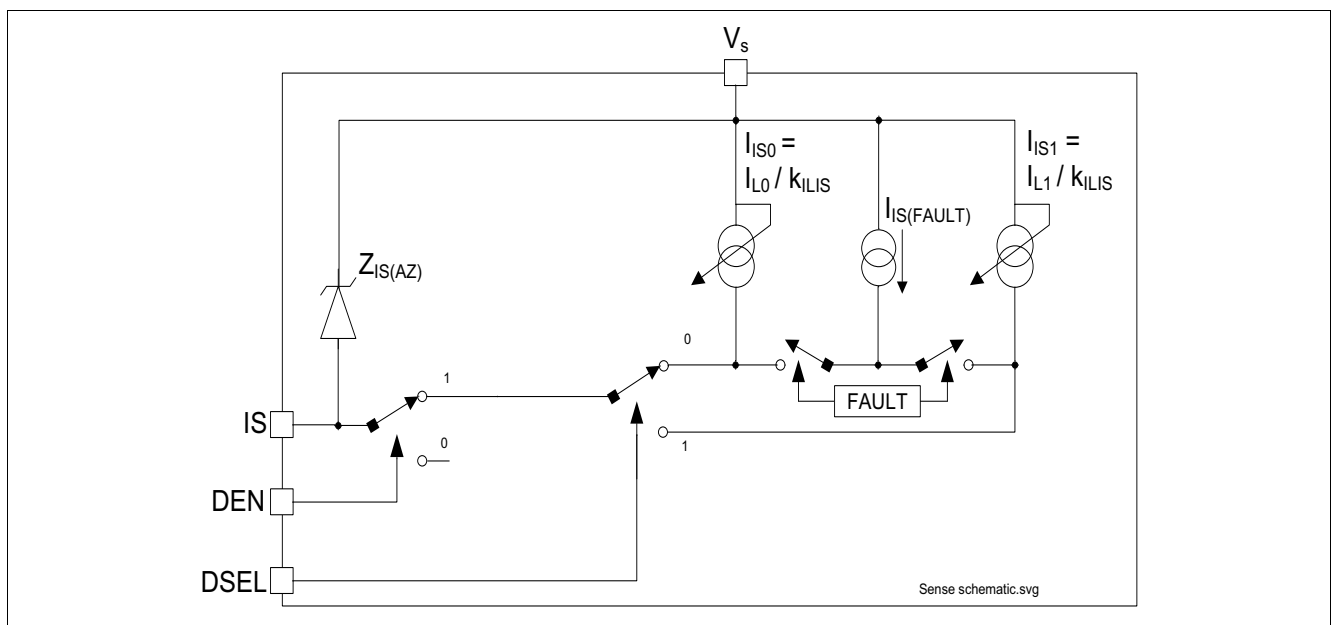 Vs
IIS0 =
IL0 / kILIS
IIS1 =
IL1 / kILIS
IIS(FAULT)
ZIS(AZ)
0
1
FAULT
IS
0
1
DEN
DSEL
Sense schematic.svg